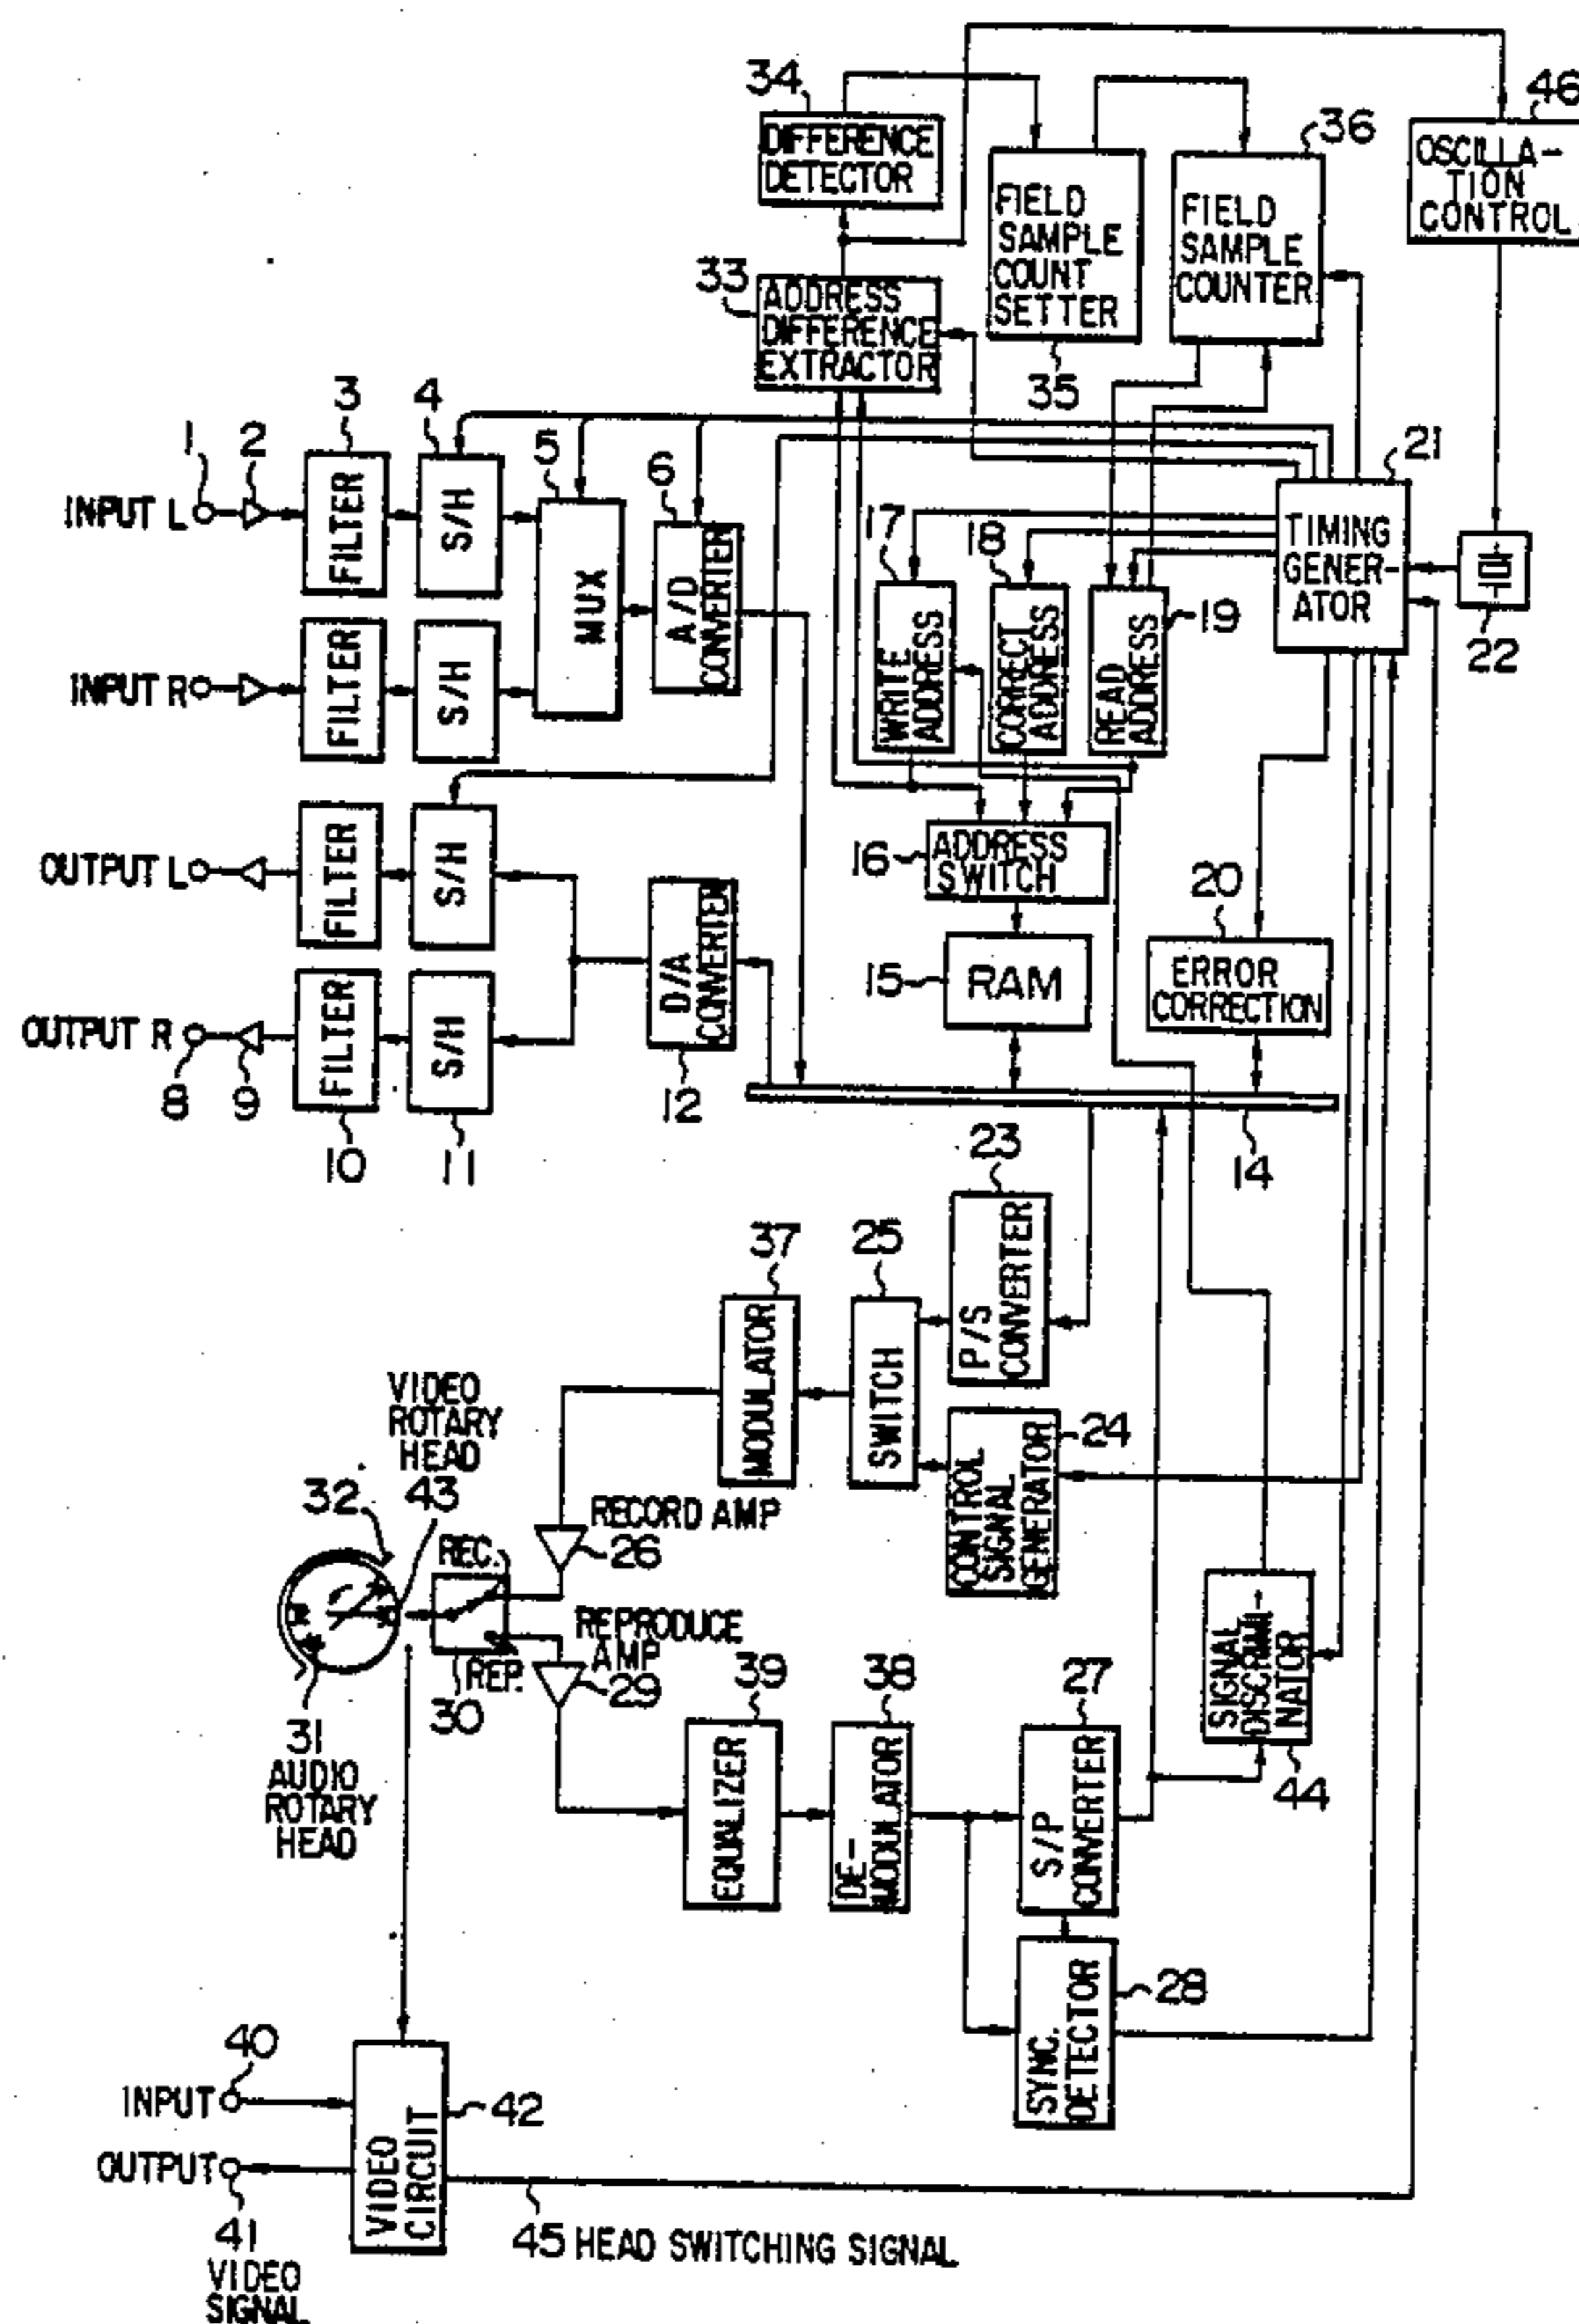 34
DIFFERENCE
DETECTOR
46
OSCILLA-
TION
CONTROL
36
FIELD
SAMPLE
COUNT
SETTER
35
FIELD
SAMPLE
COUNTER
33
ADDRESS
DIFFERENCE
EXTRACTOR
1
2
3
4
5
6
INPUT L
FILTER
S/H
MUX
A/D
CONVERTER
INPUT R
FILTER
S/H
17
WRITE
ADDRESS
18
CORRECT
ADDRESS
READ
ADDRESS
19
21
TIMING
GENER-
ATOR
22
OUTPUT L
FILTER
S/H
16
ADDRESS
SWITCH
20
ERROR
CORRECTION
15
RAM
D/A
CONVERTER
12
OUTPUT R
8
9
FILTER
10
S/H
11
14
23
P/S
CONVERTER
25
SWITCH
37
MODULATOR
24
CONTROL
SIGNAL
GENERATOR
VIDEO
ROTARY
HEAD
43
32
RECORD AMP
26
REC.
REP.
30
REPRODUCE
AMP
29
31
AUDIO
ROTARY
HEAD
39
EQUALIZER
38
DE-
MODULATOR
27
S/P
CONVERTER
SIGNAL
DISCRIMI-
NATOR
44
28
SYNC.
DETECTOR
40
INPUT
OUTPUT
41
VIDEO
SIGNAL
42
VIDEO
CIRCUIT
45 HEAD SWITCHING SIGNAL